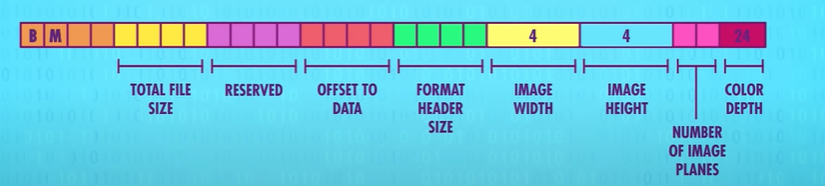 B M 4 4 24
TOTAL FILE
SIZE
RESERVED
OFFSET TO
DATA
FORMAT
HEADER
SIZE
IMAGE
WIDTH
IMAGE
HEIGHT
NUMBER
OF IMAGE
PLANES
COLOR
DEPTH